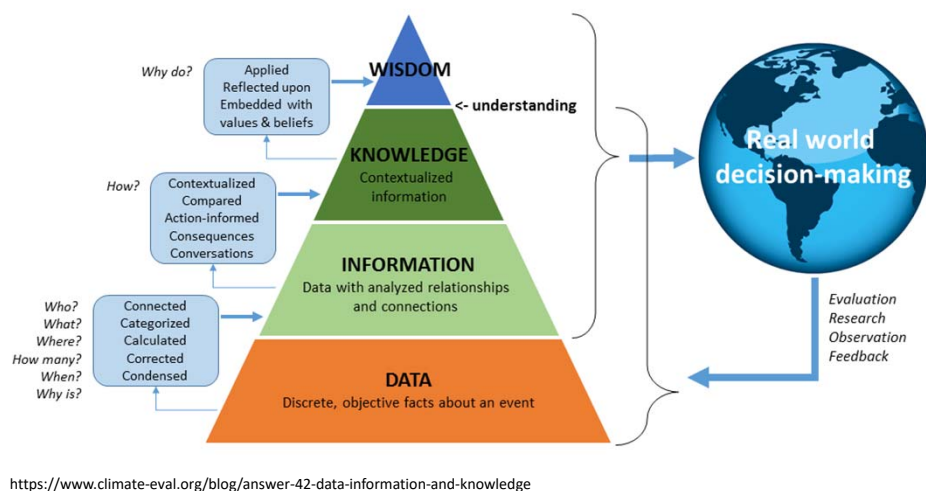 Why do?
Applied
Reflected upon
Embedded with
values & beliefs
WISDOM
<- understanding
KNOWLEDGE
Contextualized
information
How?
Contextualized
Compared
Action-informed
Consequences
Conversations
INFORMATION
Data with analyzed relationships
and connections
Who?
What?
Where?
How many?
When?
Why is?
Connected
Categorized
Calculated
Corrected
Condensed
DATA
Discrete, objective facts about an event
Real world
decision-making
Evaluation
Research
Observation
Feedback
https://www.climate-eval.org/blog/answer-42-data-information-and-knowledge